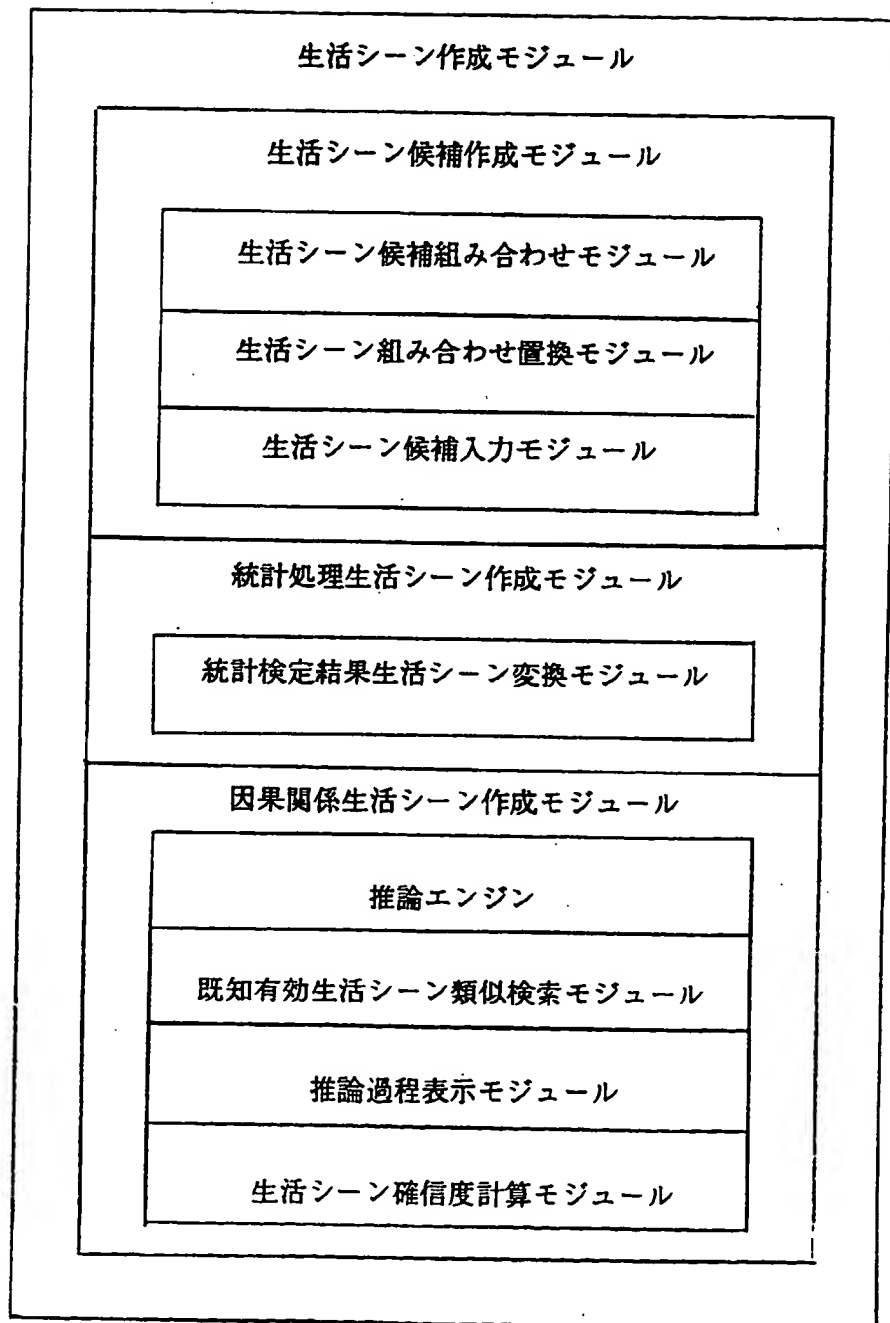 生活シーン作成モジュール
生活シーン候補作成モジュール
生活シーン候補組み合わせモジュール
生活シーン組み合わせ置換モジュール
生活シーン候補入力モジュール
統計処理生活シーン作成モジュール
統計検定結果生活シーン変換モジュール
因果関係生活シーン作成モジュール
推論エンジン
既知有効生活シーン類似検索モジュール
推論過程表示モジュール
生活シーン確信度計算モジュール